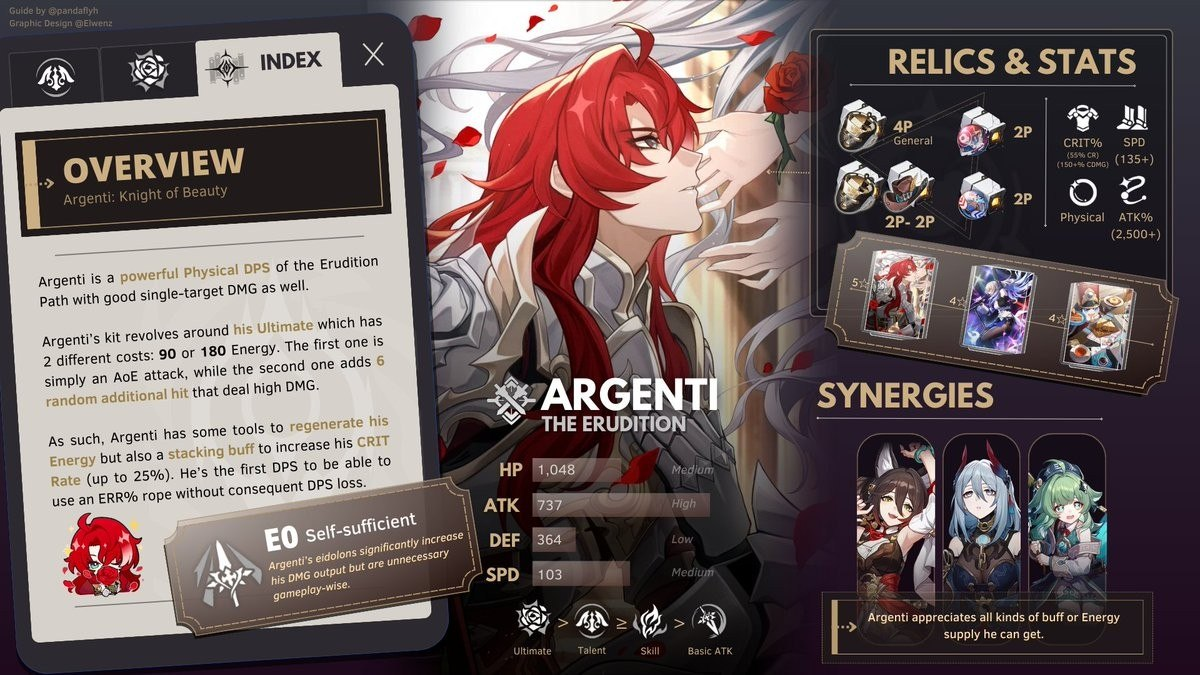 Guide by @pandaflyh
Graphic Design @Elwenz
INDEX
OVERVIEW
Argenti: Knight of Beauty
Argenti is a powerful Physical DPS of the Erudition
Path with good single-target DMG as well.
Argenti's kit revolves around his Ultimate which has
2 different costs: 90 or 180 Energy. The first one is
simply an AoE attack, while the second one adds 6
random additional hit that deal high DMG.
As such, Argenti has some tools to regenerate his
Energy but also a stacking buff to increase his CRIT
Rate (up to 25%). He's the first DPS to be able to
use an ERR% rope without consequent DPS loss.
E0 Self-sufficient
Argenti's eidolons significantly increase
his DMG output but are unnecessary
gameplay-wise.
ARGENTI
THE ERUDITION
HP 1,048 Medium
ATK 737 High
DEF 364 Low
SPD 103 Medium
> ≥ >
Ultimate Talent Skill Basic ATK
RELICS & STATS
4P
General
2P
2P- 2P
2P
CRIT%
(55% CR)
(150+% CDMG)
SPD
(135+)
Physical
ATK%
(2,500+)
5☆
4☆
4☆
SYNERGIES
Argenti appreciates all kinds of buff or Energy
supply he can get.